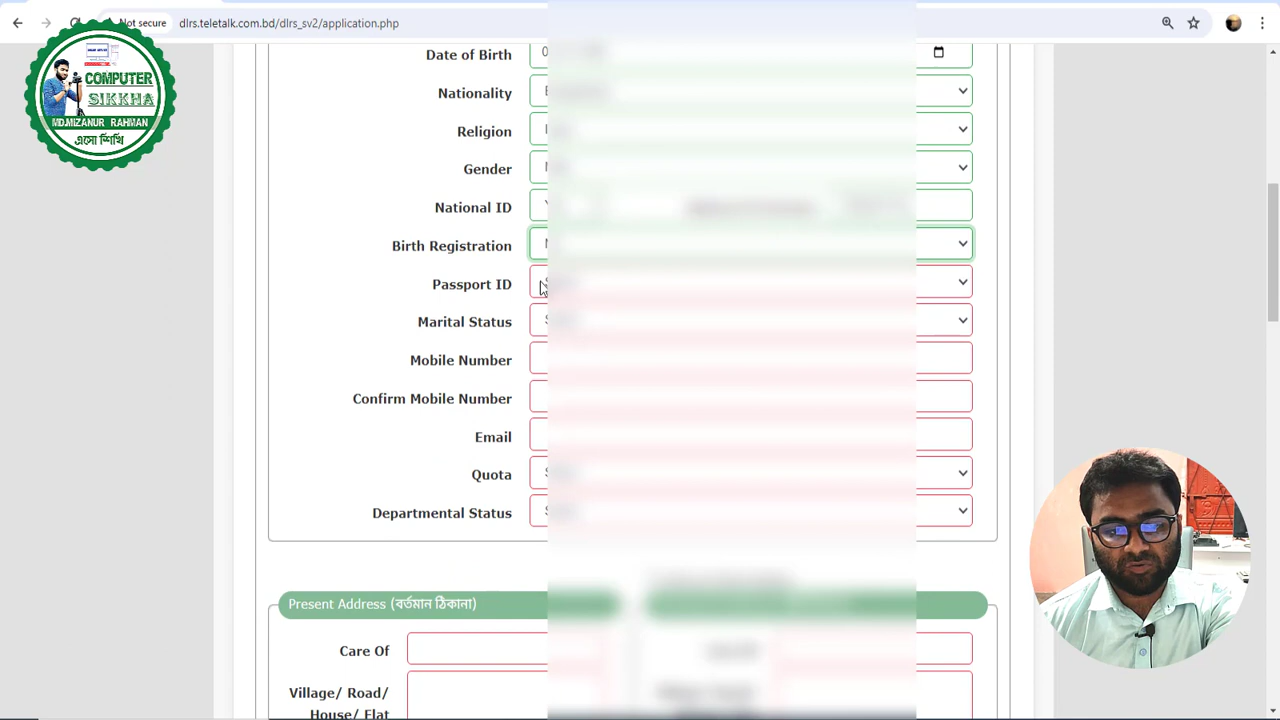 Not secure
dlrs.teletalk.com.bd/dlrs_sv2/application.php
COMPUTER
SIKKHA
MD.MIZANUR RAHMAN
এসো শিখি
Date of Birth
Nationality
Religion
Gender
National ID
Birth Registration
Passport ID
Marital Status
Mobile Number
Confirm Mobile Number
Email
Quota
Departmental Status
Present Address (বর্তমান ঠিকানা)
Care Of
Village/ Road/
House/ Flat